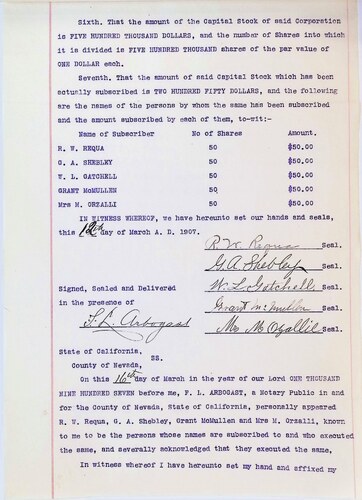 Sixth. That the amount of the Capital Stock of said Corporation
is FIVE HUNDRED THOUSAND DOLLARS, and the number of Shares into which
it is divided is FIVE HUNDRED THOUSAND shares of the par value of
ONE DOLLAR each.
Seventh. That the amount of said Capital Stock which has been
actually subscribed is TWO HUNDRED FIFTY DOLLARS, and the following
are the names of the persons by whom the same has been subscribed
and the amount subscribed by each of them, to-wit:-
Name of Subscriber No of Shares Amount.
R. W. REQUA 50 $50.00
G. A. SHEBLEY 50 $50.00
W. L. GATCHELL 50 $50.00
GRANT McMULLEN 50 $50.00
Mrs M. ORZALLI 50 $50.00
IN WITNESS WHEREOF, we have hereunto set our hands and seals,
this 12th day of March A. D. 1907.
R. W. Requa Seal.
G. A. Shebley Seal.
Signed, Sealed and Delivered W. L. Gatchell Seal.
in the presence of Grant McMullen Seal.
F. L. Arbogast Mrs M Ozallie Seal.
State of California,
SS.
County of Nevada,
On this 16th day of March in the year of our Lord ONE THOUSAND
NINE HUNDRED SEVEN before me, F. L. ARBOGAST, a Notary Public in and
for the County of Nevada, State of California, personally appeared
R. W. Requa, G. A. Shebley, Grant McMullen and Mrs M. Orzalli, known
to me to be the persons whose names are subscribed to and who executed
the same, and severally acknowledged that they executed the same.
In witness whereof I have hereunto set my hand and affixed my